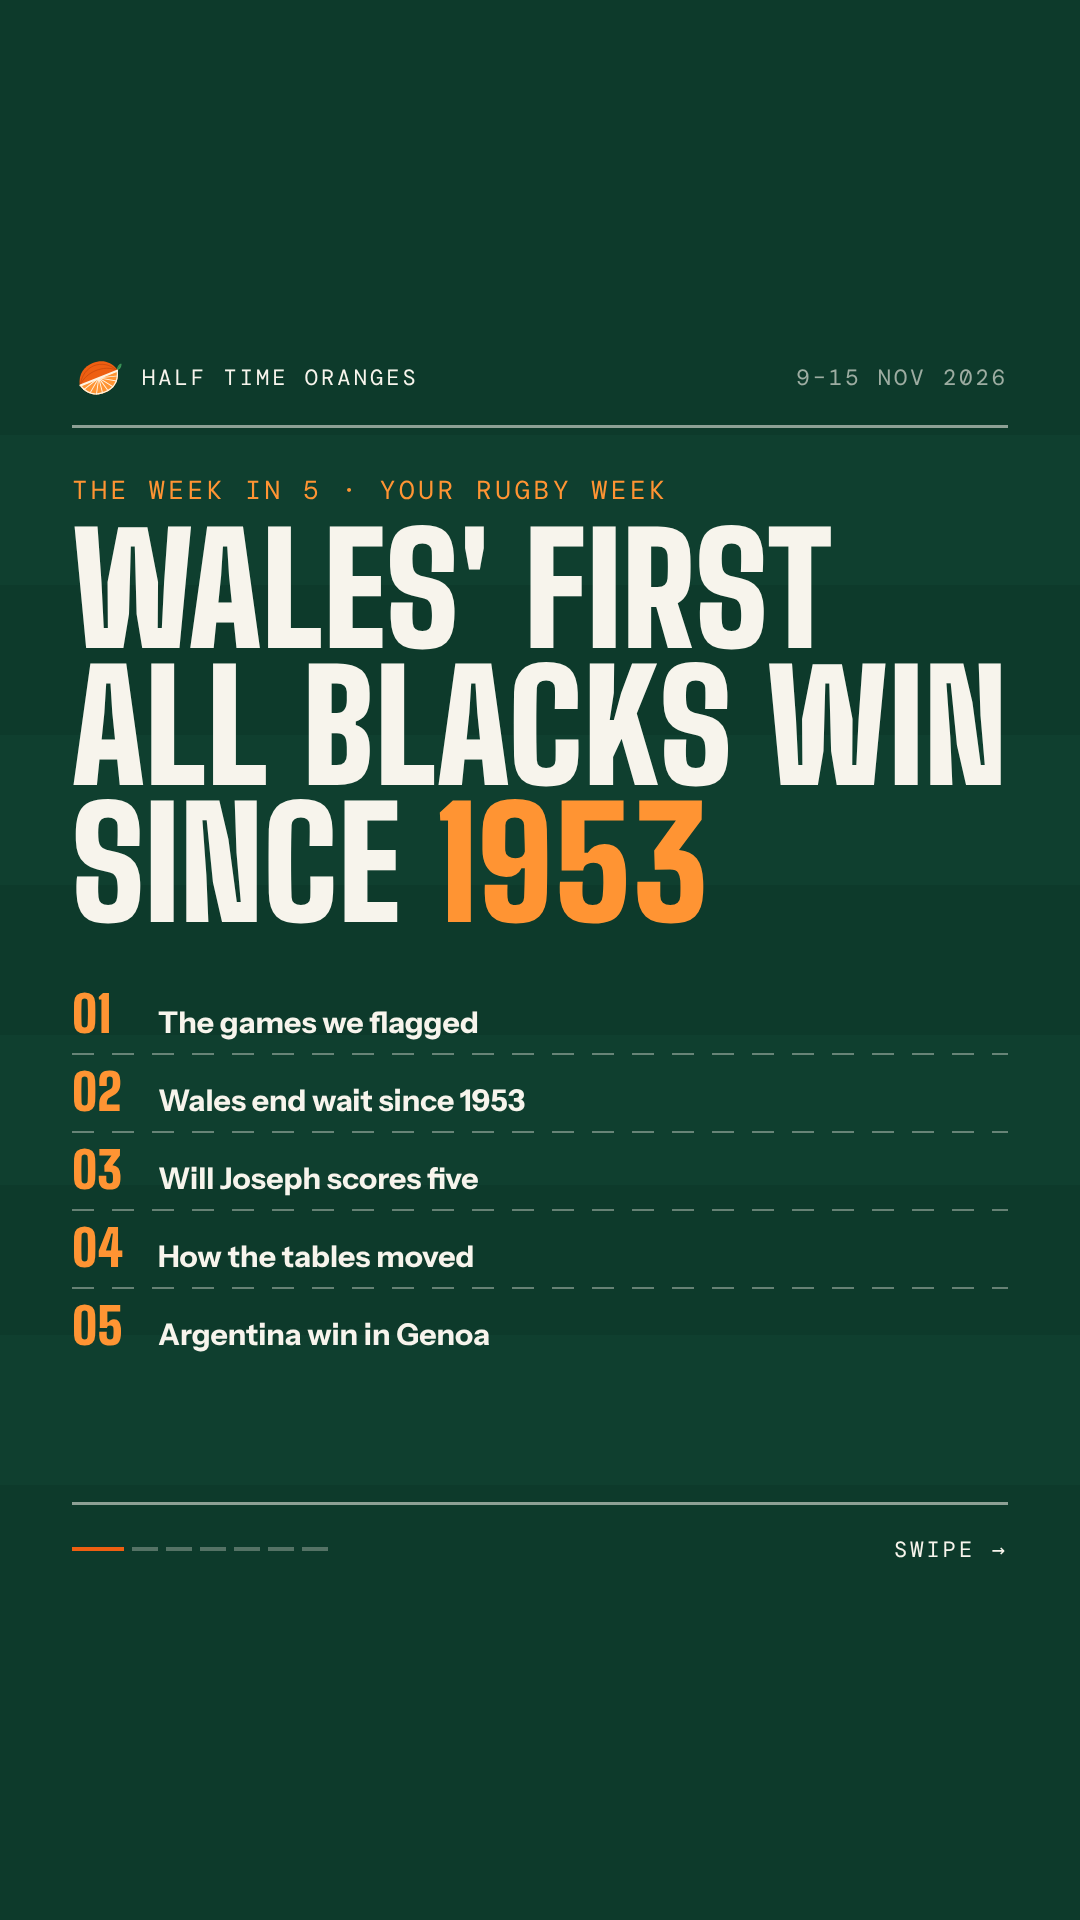 HALF TIME ORANGES
9–15 NOV 2026
THE WEEK IN 5 · YOUR RUGBY WEEK
WALES' FIRST
ALL BLACKS WIN
SINCE 1953
01 The games we flagged
02 Wales end wait since 1953
03 Will Joseph scores five
04 How the tables moved
05 Argentina win in Genoa
SWIPE →